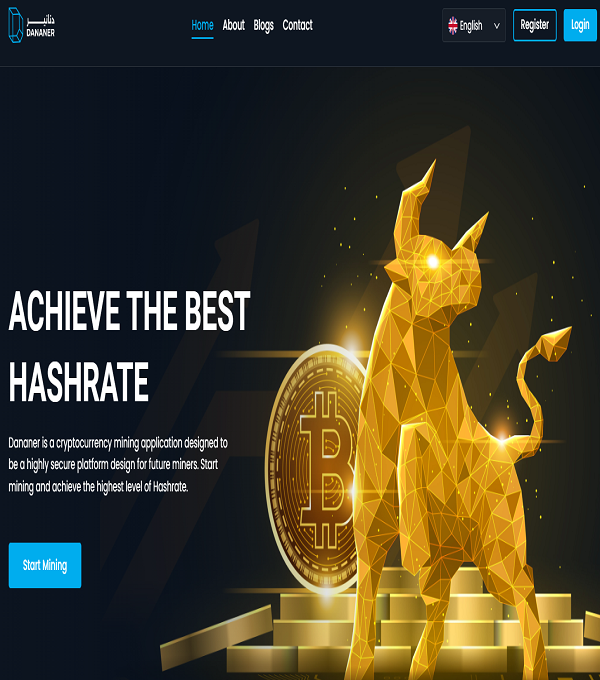 دنانير
DANANER
Home About Blogs Contact
English
Register
Login
ACHIEVE THE BEST
HASHRATE
Dananer is a cryptocurrency mining application designed to
be a highly secure platform design for future miners. Start
mining and achieve the highest level of Hashrate.
Start Mining